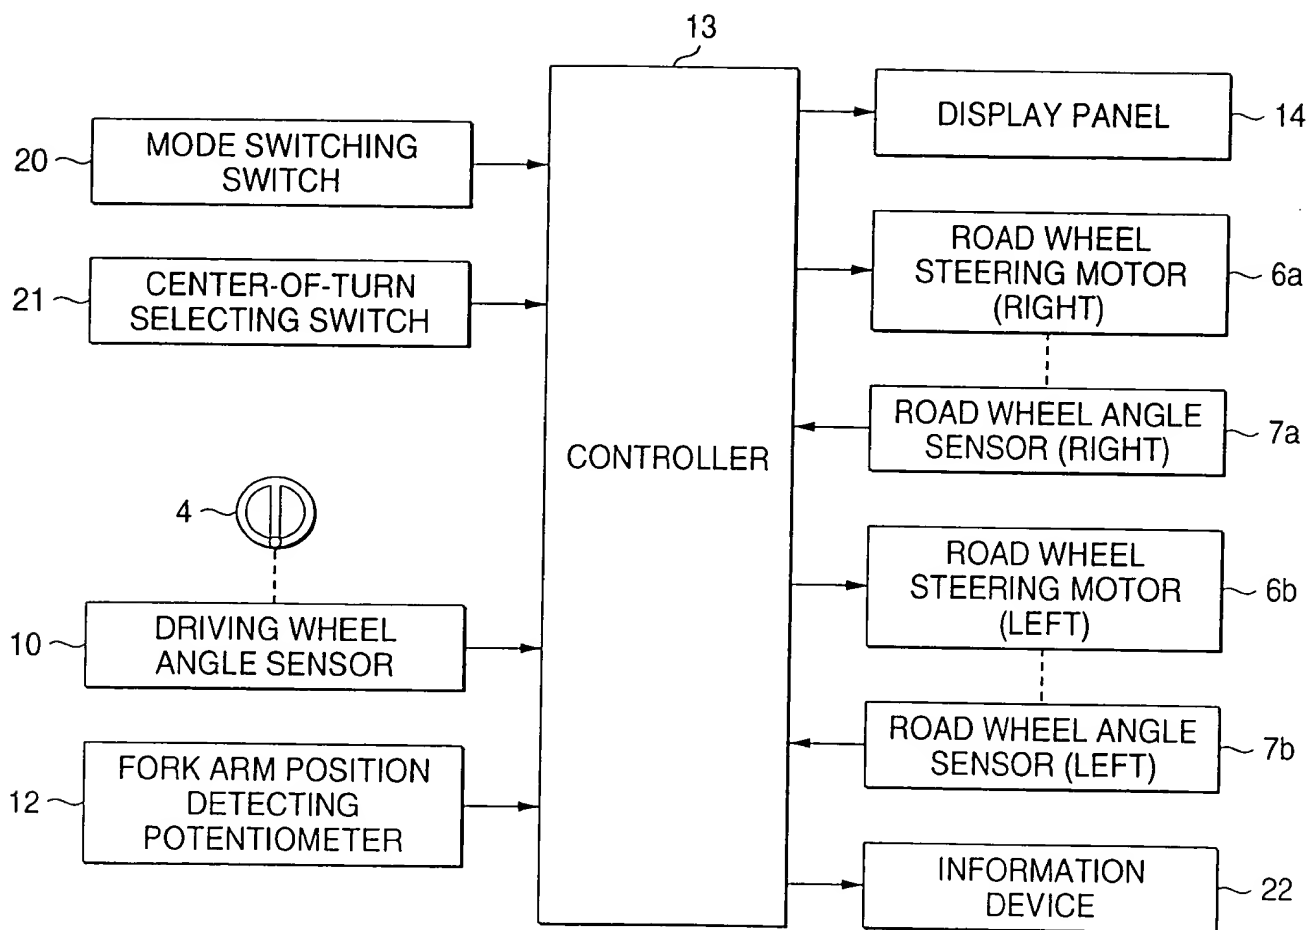 13
MODE SWITCHING
SWITCH
20
CENTER-OF-TURN
SELECTING SWITCH
21
4
DRIVING WHEEL
ANGLE SENSOR
10
FORK ARM POSITION
DETECTING
POTENTIOMETER
12
CONTROLLER
DISPLAY PANEL
14
ROAD WHEEL
STEERING MOTOR
(RIGHT)
6a
ROAD WHEEL ANGLE
SENSOR (RIGHT)
7a
ROAD WHEEL
STEERING MOTOR
(LEFT)
6b
ROAD WHEEL ANGLE
SENSOR (LEFT)
7b
INFORMATION
DEVICE
22